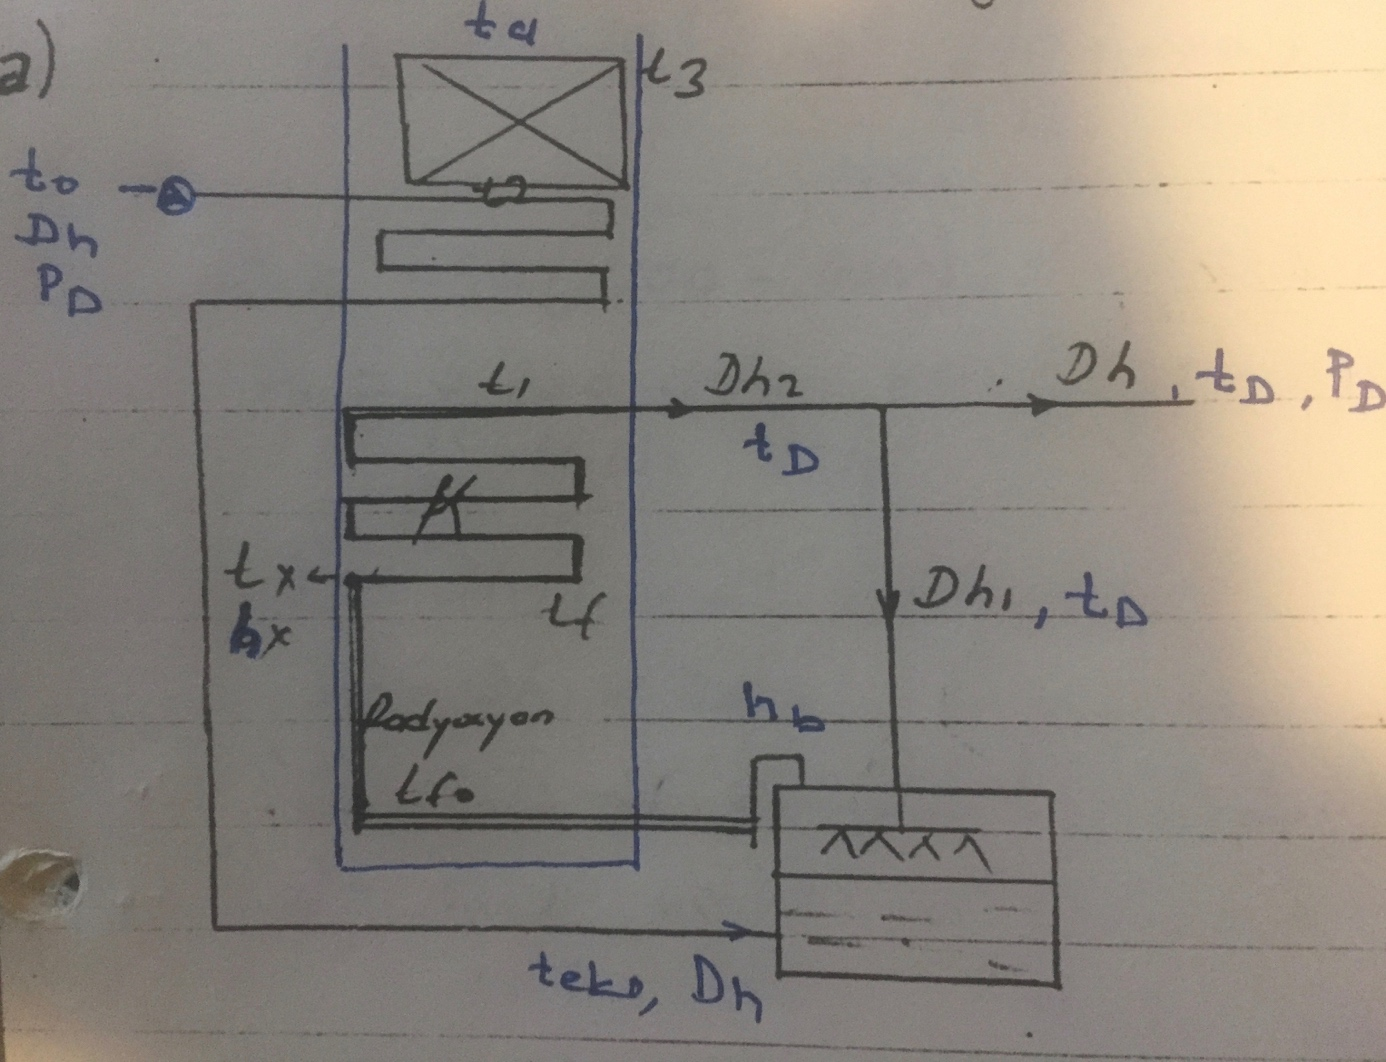 a)
ta
t3
t2
to
Dh
PD
t1
Dh2
tD
Dh, tD, PD
tx
hx
tf
Dh1, tD
Radyasyon
tfo
hb
teko, Dh